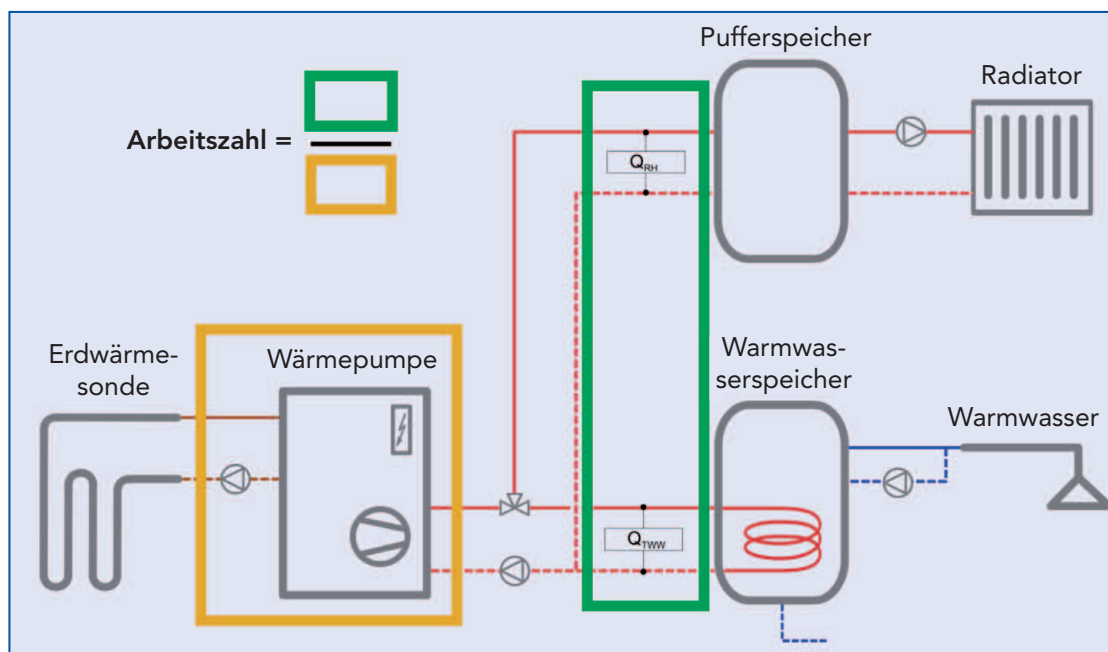 Pufferspeicher
Radiator
Arbeitszahl =
Q_RH
Erdwärme-
sonde
Wärmepumpe
Warmwas-
serspeicher
Warmwasser
Q_TWW